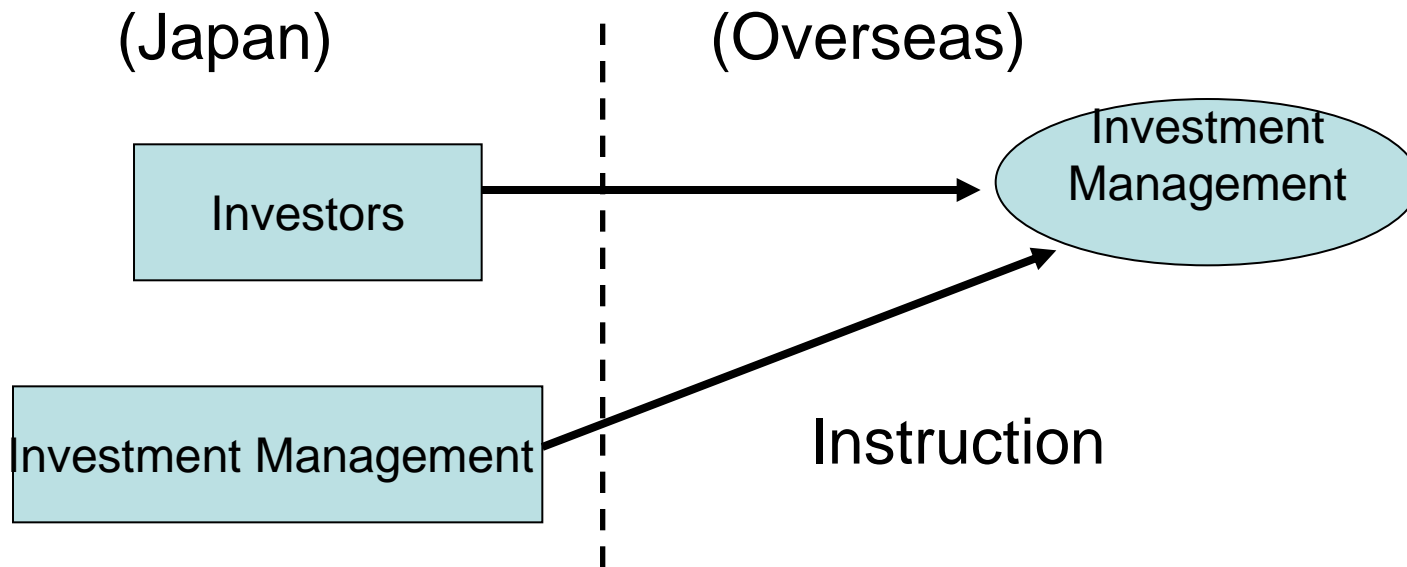 (Japan)
(Overseas)
Investment
Management
Investors
Investment Management
Instruction